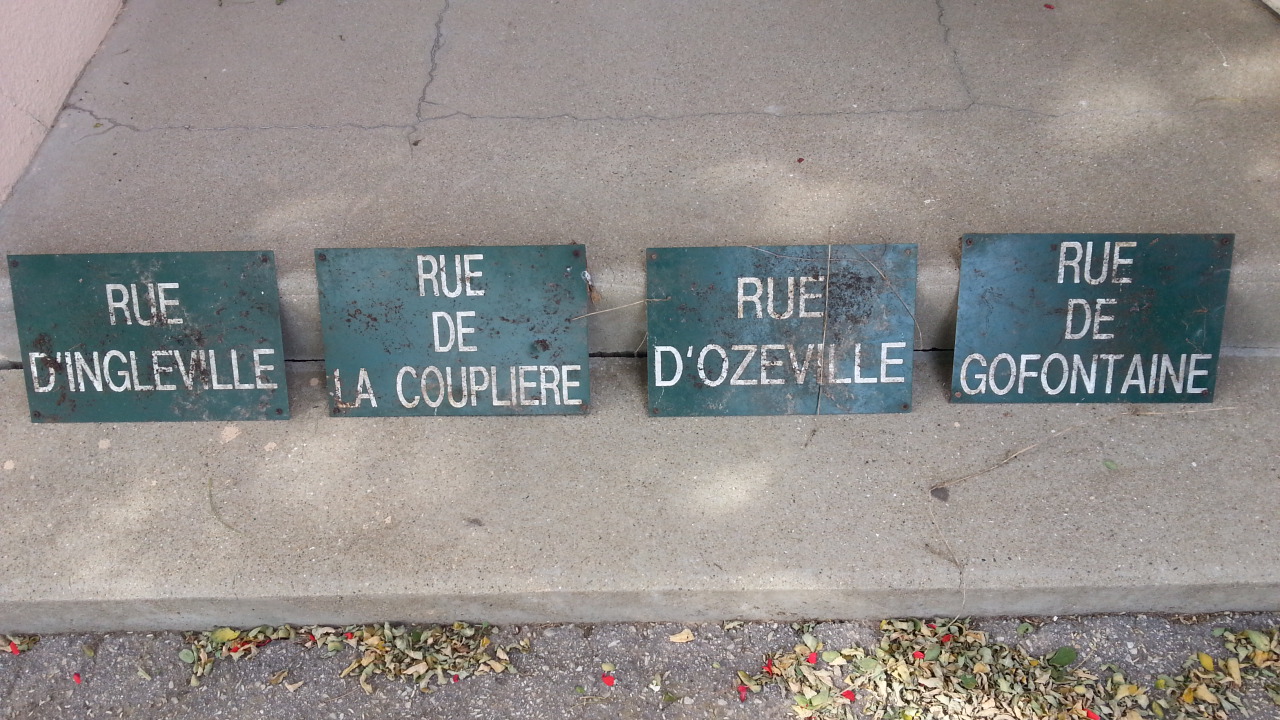 RUE
D'INGLEVILLE
RUE
DE
LA COUPLIERE
RUE
D'OZEVILLE
RUE
DE
GOFONTAINE